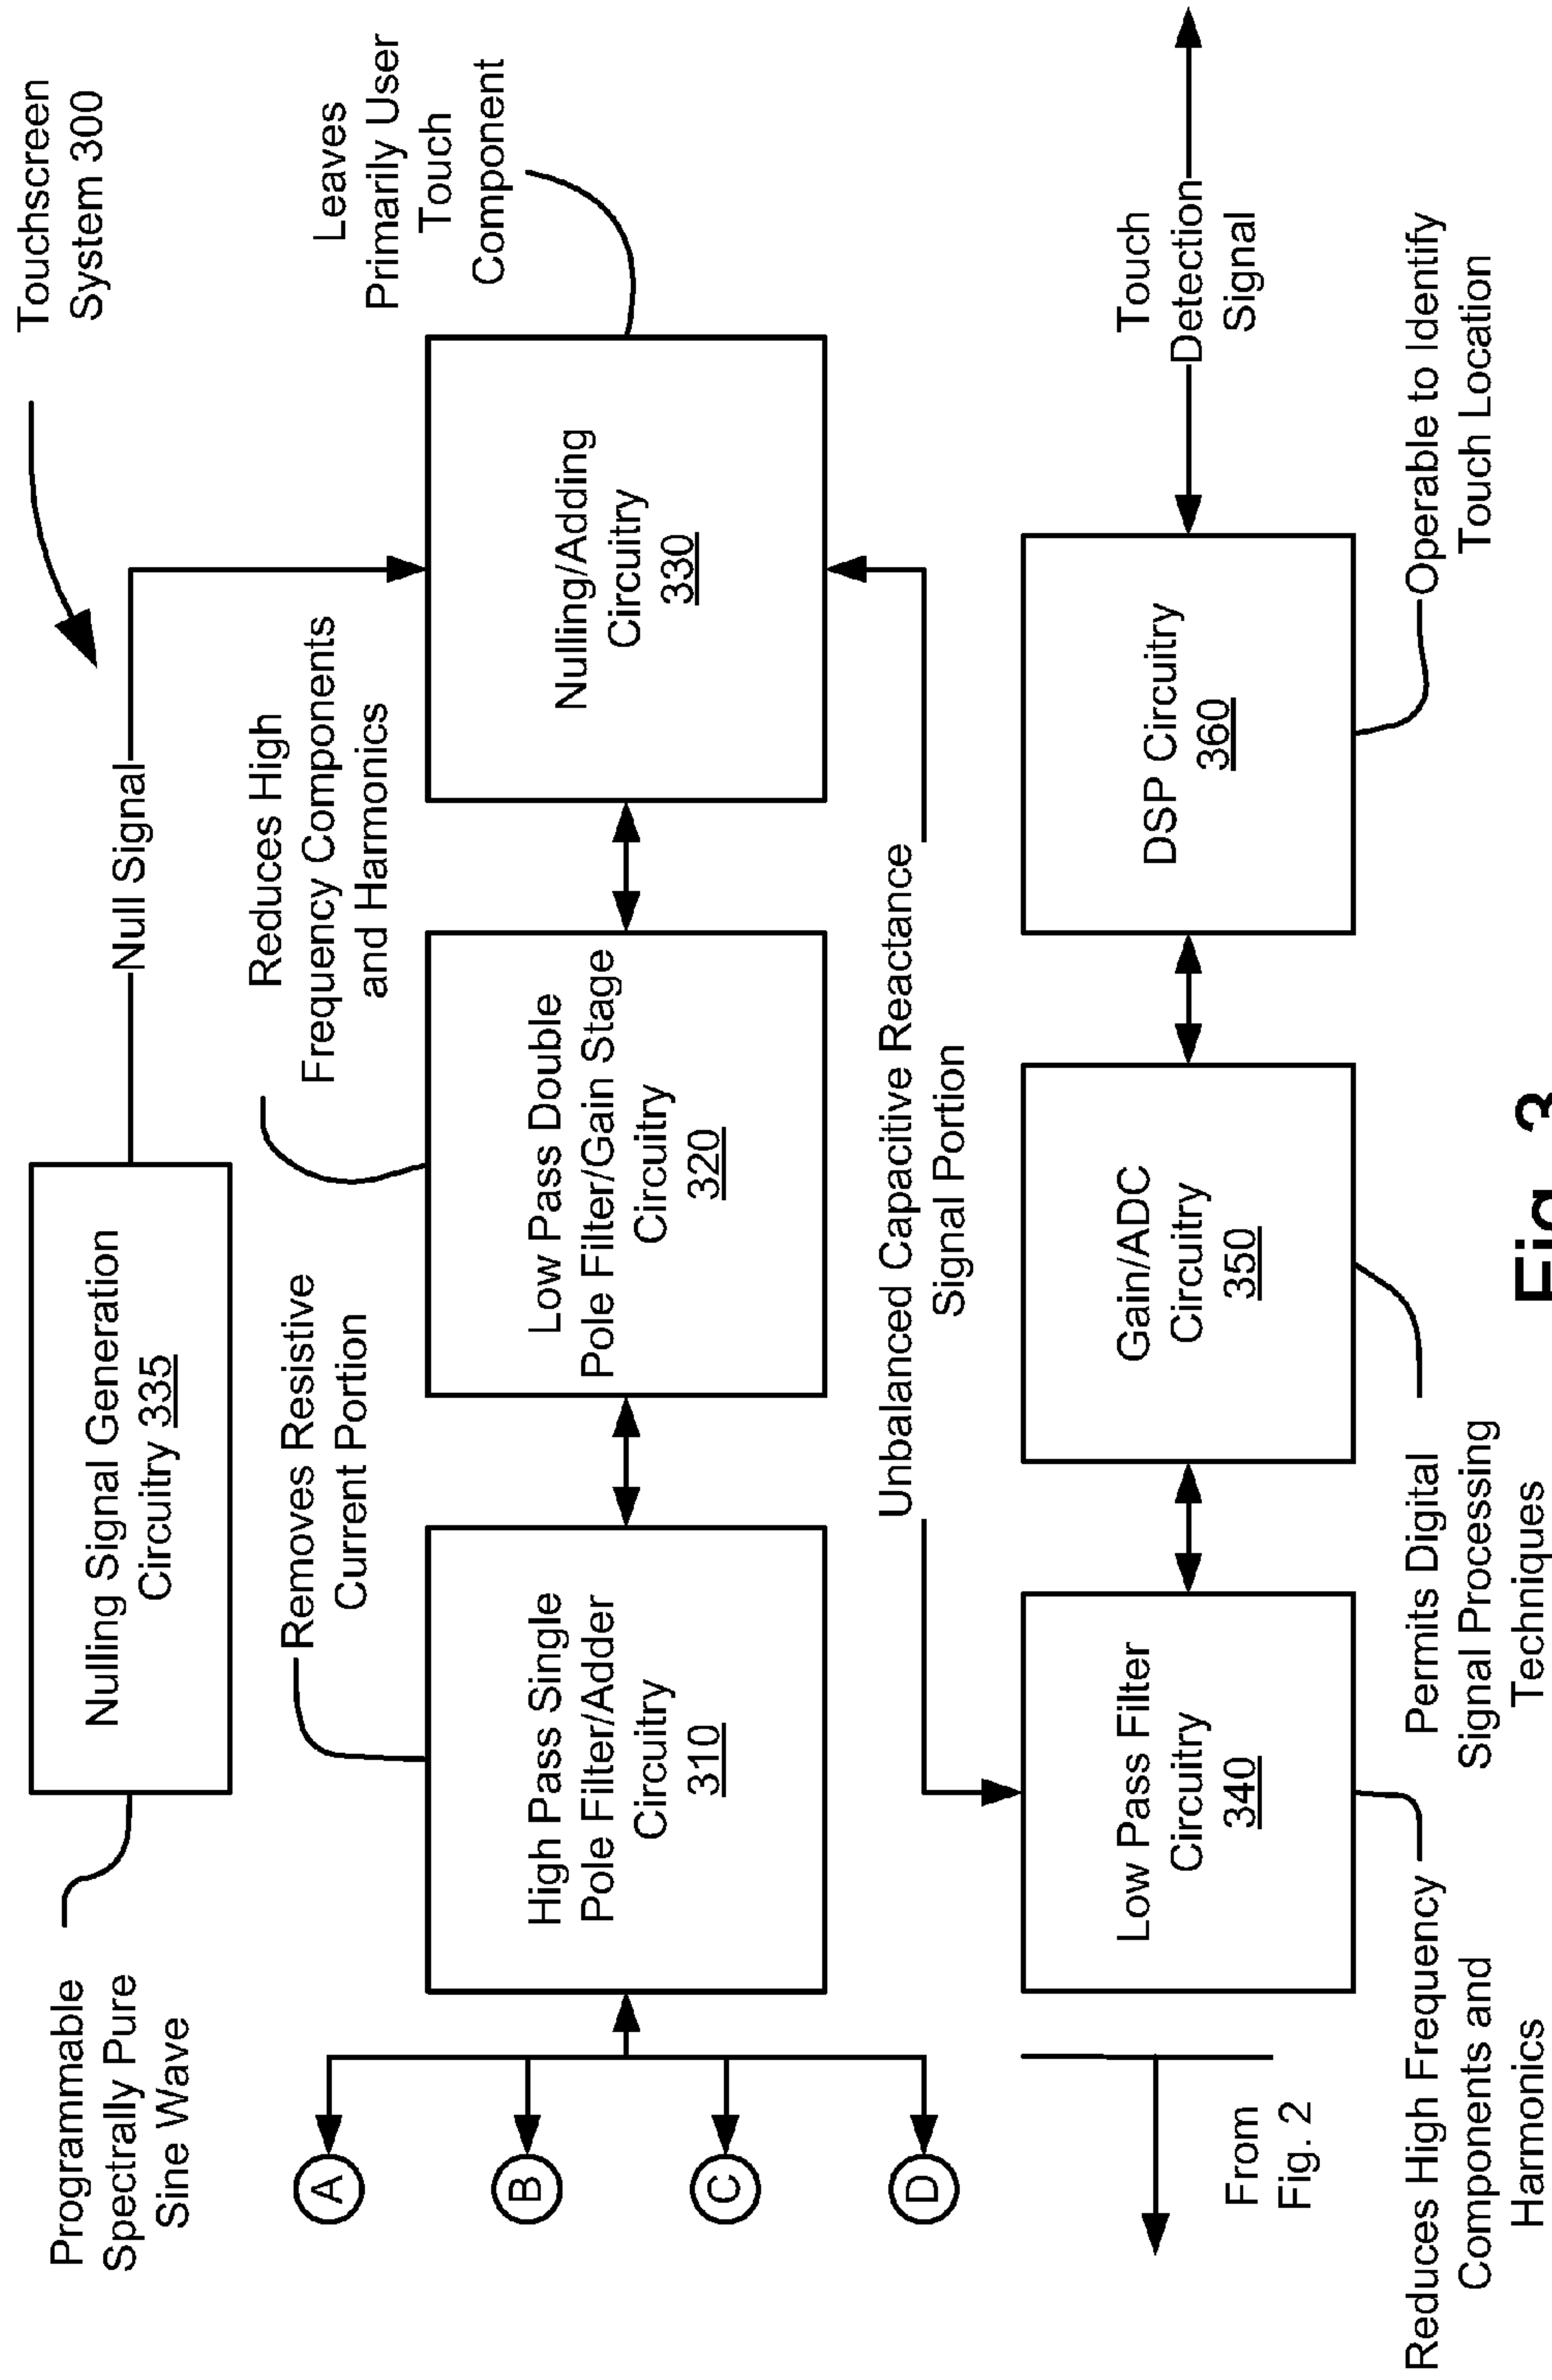 Touchscreen
System 300
Programmable
Spectrally Pure
Sine Wave
Nulling Signal Generation
Circuitry 335
Null Signal
Removes Resistive
Current Portion
Reduces High
Frequency Components
and Harmonics
Leaves
Primarily User
Touch
Component
A
B
C
D
High Pass Single
Pole Filter/Adder
Circuitry
310
Low Pass Double
Pole Filter/Gain Stage
Circuitry
320
Nulling/Adding
Circuitry
330
Unbalanced Capacitive Reactance
Signal Portion
From
Fig. 2
Low Pass Filter
Circuitry
340
Gain/ADC
Circuitry
350
DSP Circuitry
360
Touch
Detection
Signal
Reduces High Frequency
Components and
Harmonics
Permits Digital
Signal Processing
Techniques
Operable to Identify
Touch Location
Fig. 3